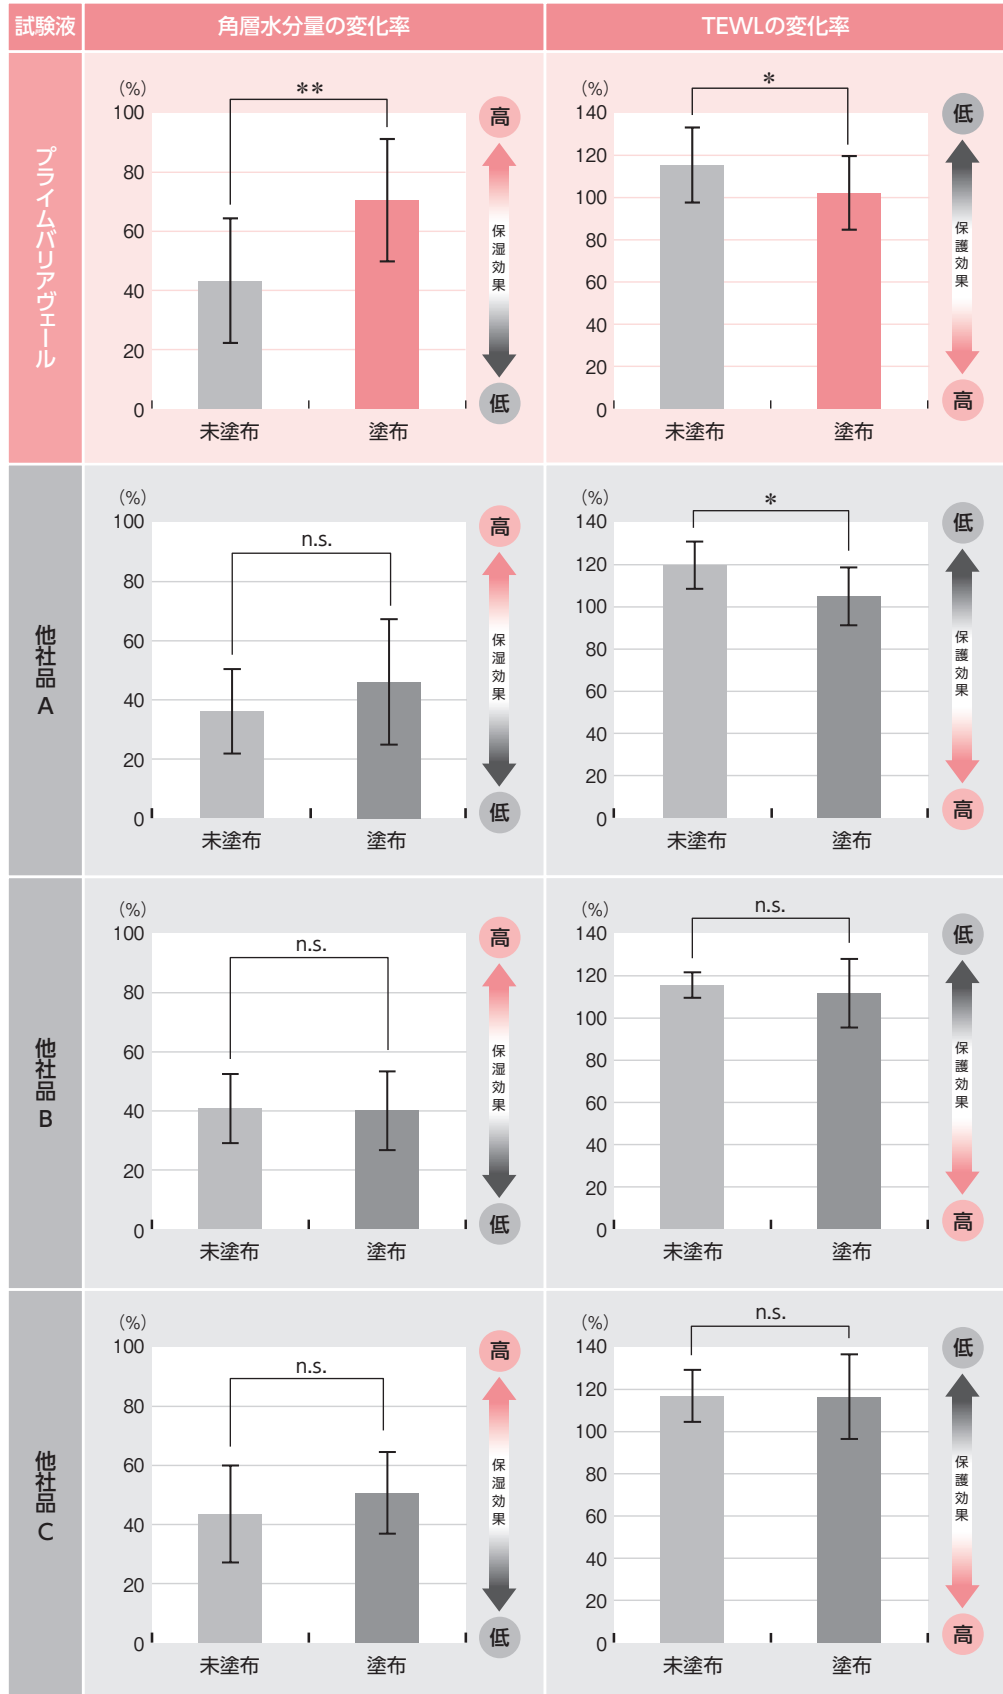 試験液
角層水分量の変化率
TEWLの変化率
プライムバリアヴェール
(%)
**
100
80
60
40
20
0
未塗布
塗布
高
保湿効果
低
(%)
*
140
120
100
80
60
40
20
0
未塗布
塗布
低
保護効果
高
他社品A
(%)
n.s.
100
80
60
40
20
0
未塗布
塗布
高
保湿効果
低
(%)
*
140
120
100
80
60
40
20
0
未塗布
塗布
低
保護効果
高
他社品B
(%)
n.s.
100
80
60
40
20
0
未塗布
塗布
高
保湿効果
低
(%)
n.s.
140
120
100
80
60
40
20
0
未塗布
塗布
低
保護効果
高
他社品C
(%)
n.s.
100
80
60
40
20
0
未塗布
塗布
高
保湿効果
低
(%)
n.s.
140
120
100
80
60
40
20
0
未塗布
塗布
低
保護効果
高